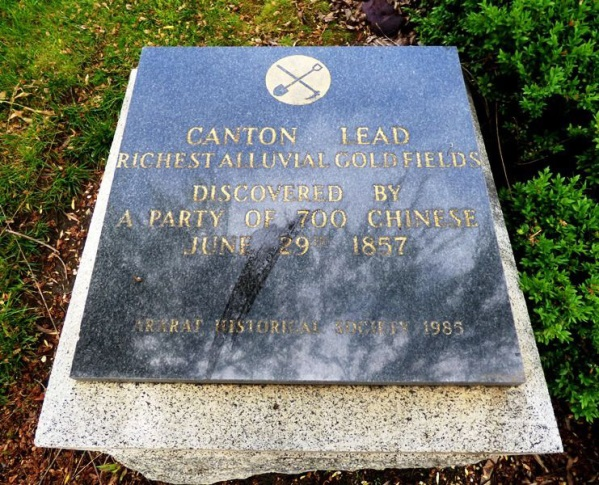 CANTON LEAD
RICHEST ALLUVIAL GOLD FIELDS
DISCOVERED BY
A PARTY OF 700 CHINESE
JUNE 29TH 1857
ARARAT HISTORICAL SOCIETY 1985